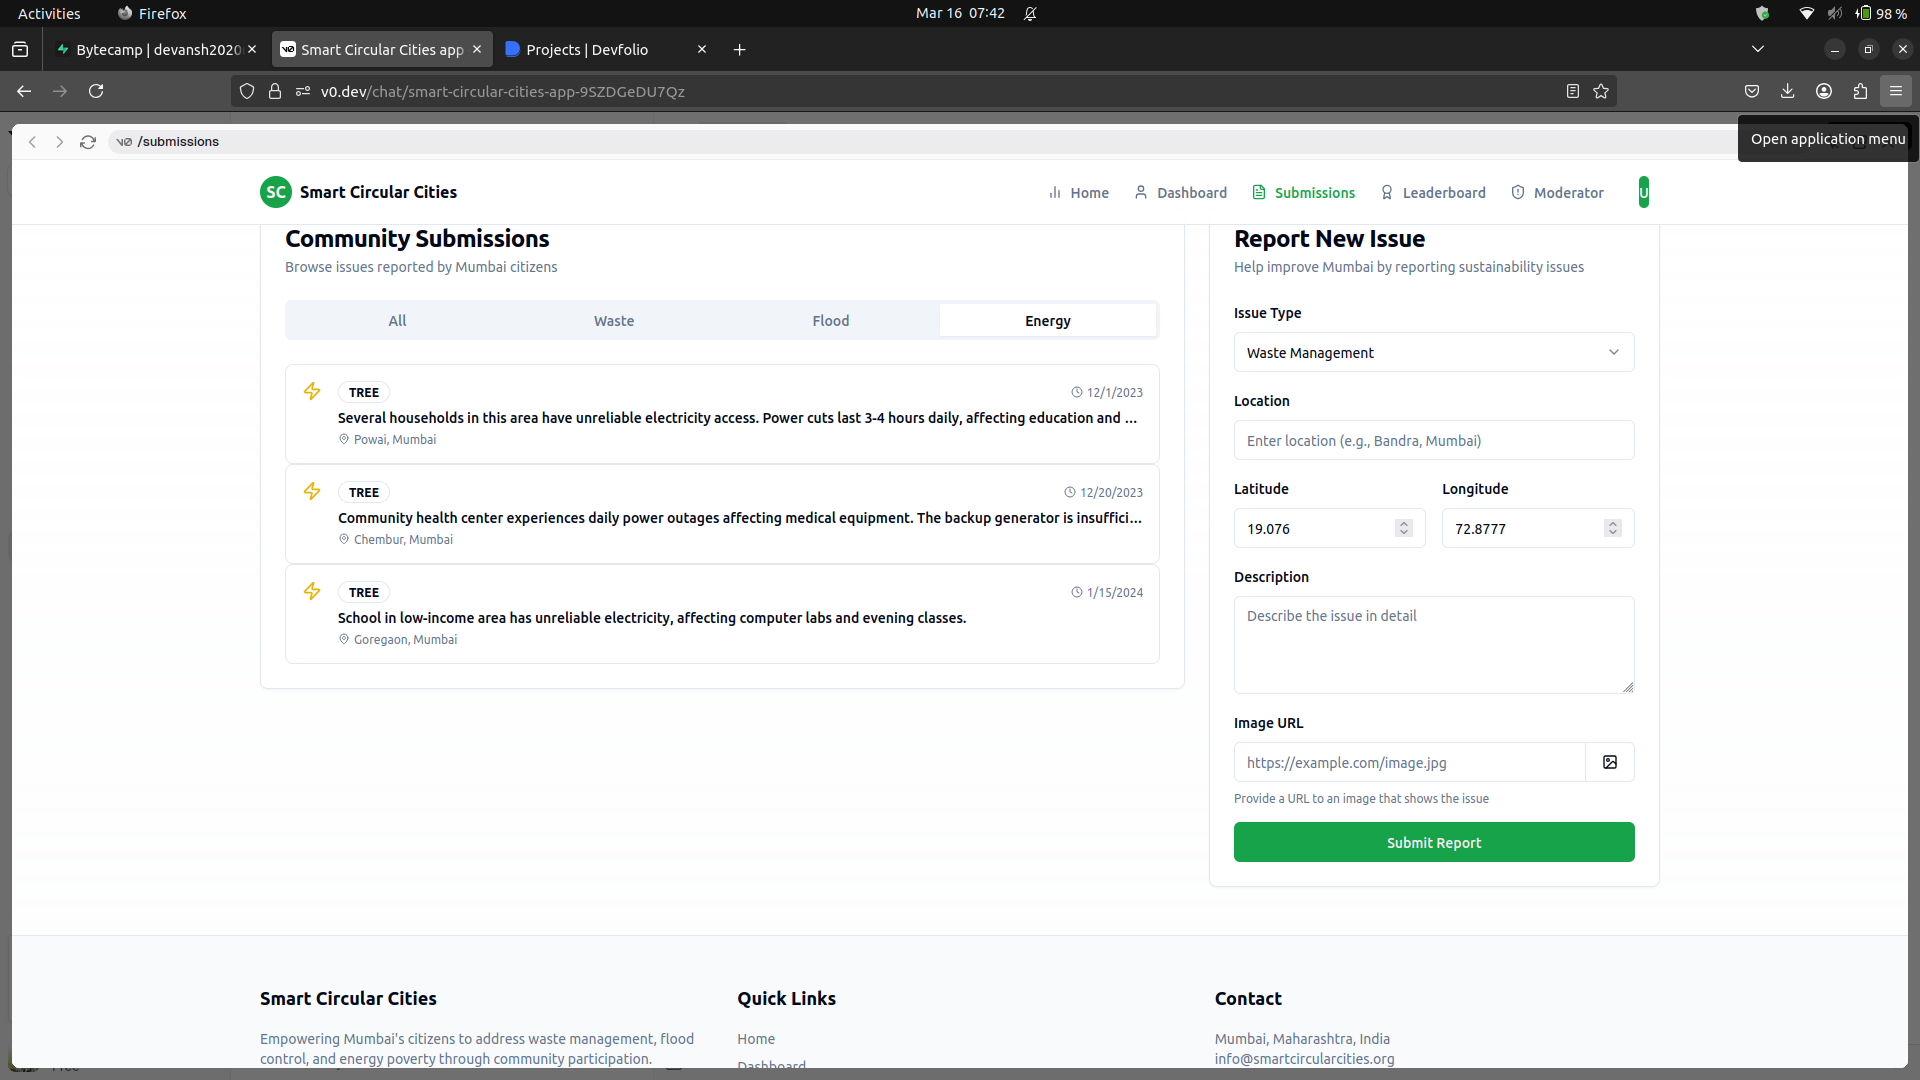 Activities Firefox Mar 16 07:42 98 %
Bytecamp | devansh2020 Smart Circular Cities app Projects | Devfolio
v0.dev/chat/smart-circular-cities-app-9SZDGeDU7Qz
/submissions
Open application menu
SC Smart Circular Cities Home Dashboard Submissions Leaderboard Moderator U
Community Submissions
Browse issues reported by Mumbai citizens
All Waste Flood Energy
TREE 12/1/2023
Several households in this area have unreliable electricity access. Power cuts last 3-4 hours daily, affecting education and ...
Powai, Mumbai
TREE 12/20/2023
Community health center experiences daily power outages affecting medical equipment. The backup generator is insuffici...
Chembur, Mumbai
TREE 1/15/2024
School in low-income area has unreliable electricity, affecting computer labs and evening classes.
Goregaon, Mumbai
Report New Issue
Help improve Mumbai by reporting sustainability issues
Issue Type
Waste Management
Location
Enter location (e.g., Bandra, Mumbai)
Latitude Longitude
19.076 72.8777
Description
Describe the issue in detail
Image URL
https://example.com/image.jpg
Provide a URL to an image that shows the issue
Submit Report
Smart Circular Cities
Empowering Mumbai's citizens to address waste management, flood
control, and energy poverty through community participation.
Quick Links
Home
Dashboard
Contact
Mumbai, Maharashtra, India
info@smartcircularcities.org